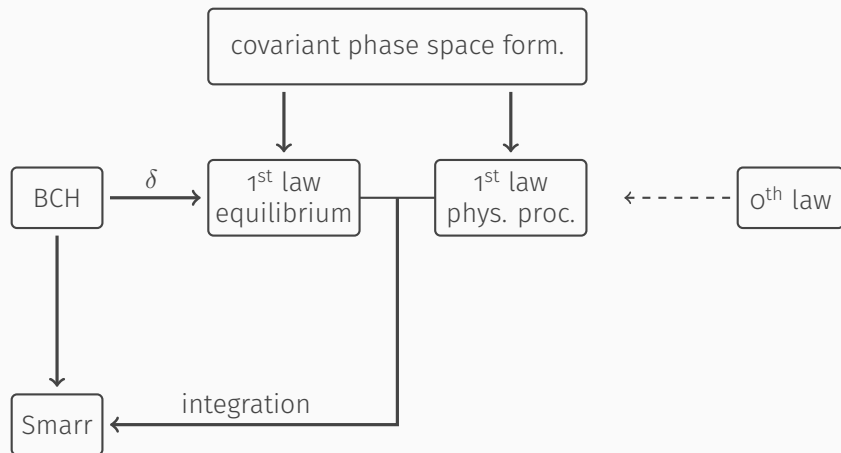 covariant phase space form.
BCH
δ
1st law
equilibrium
1st law
phys. proc.
0th law
integration
Smarr